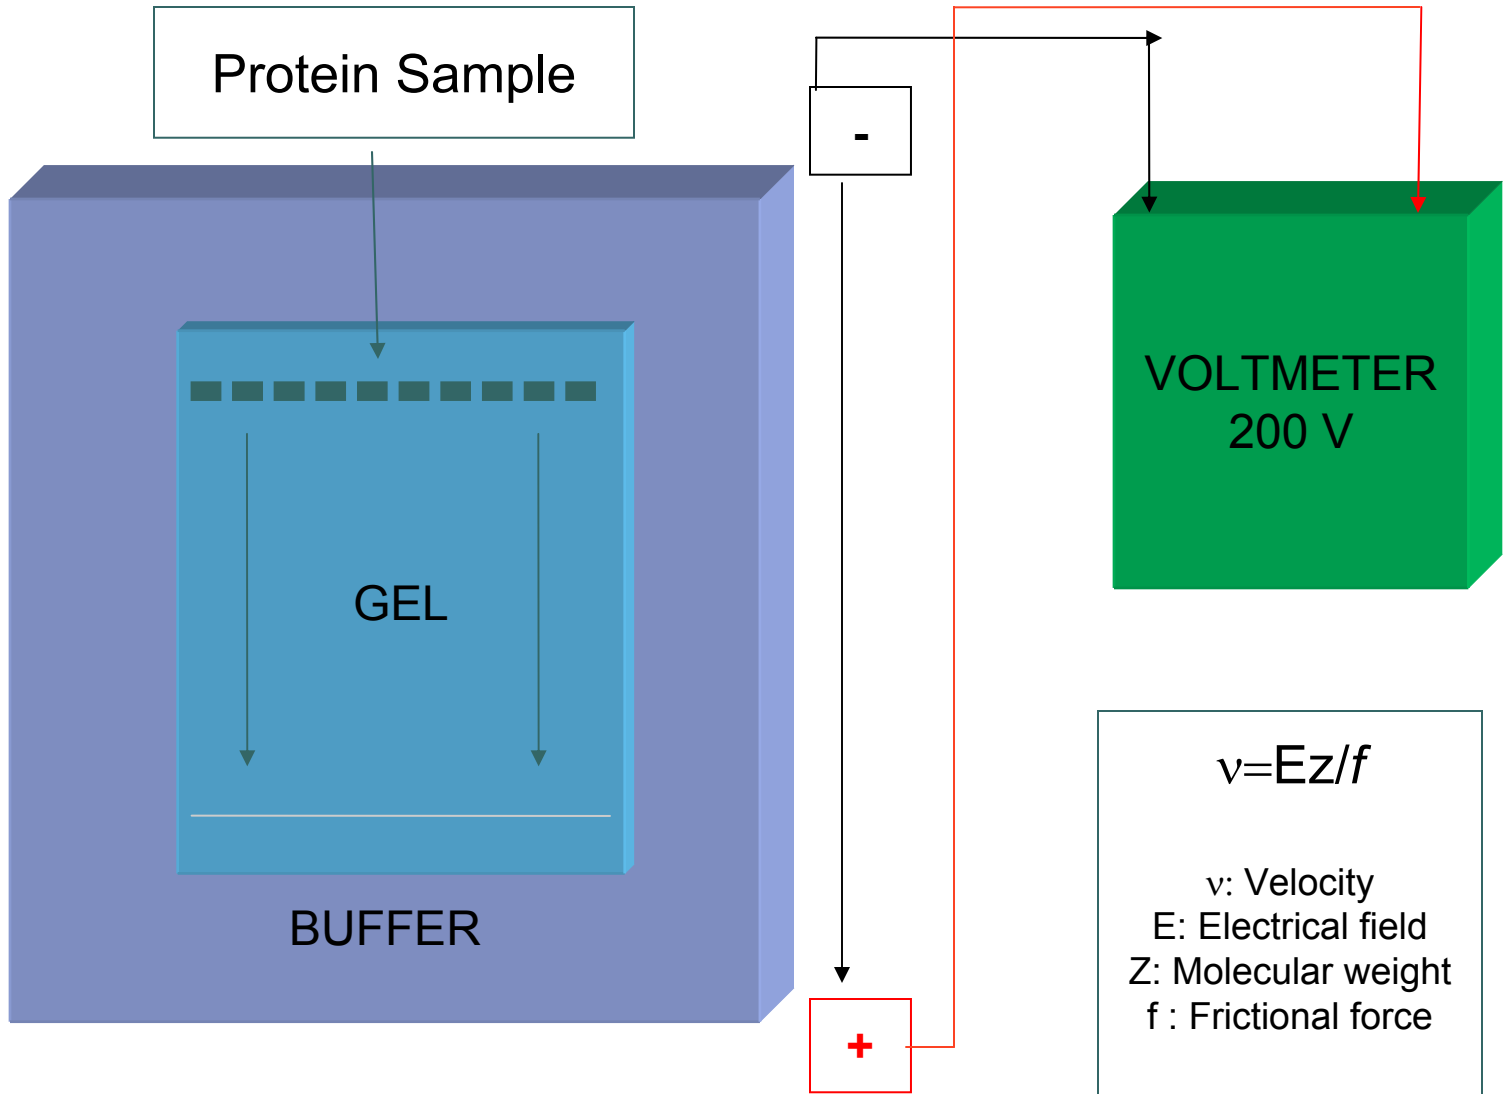 Protein Sample
-
VOLTMETER
200 V
GEL
BUFFER
+
ν=Ez/f
ν: Velocity
E: Electrical field
Z: Molecular weight
f : Frictional force